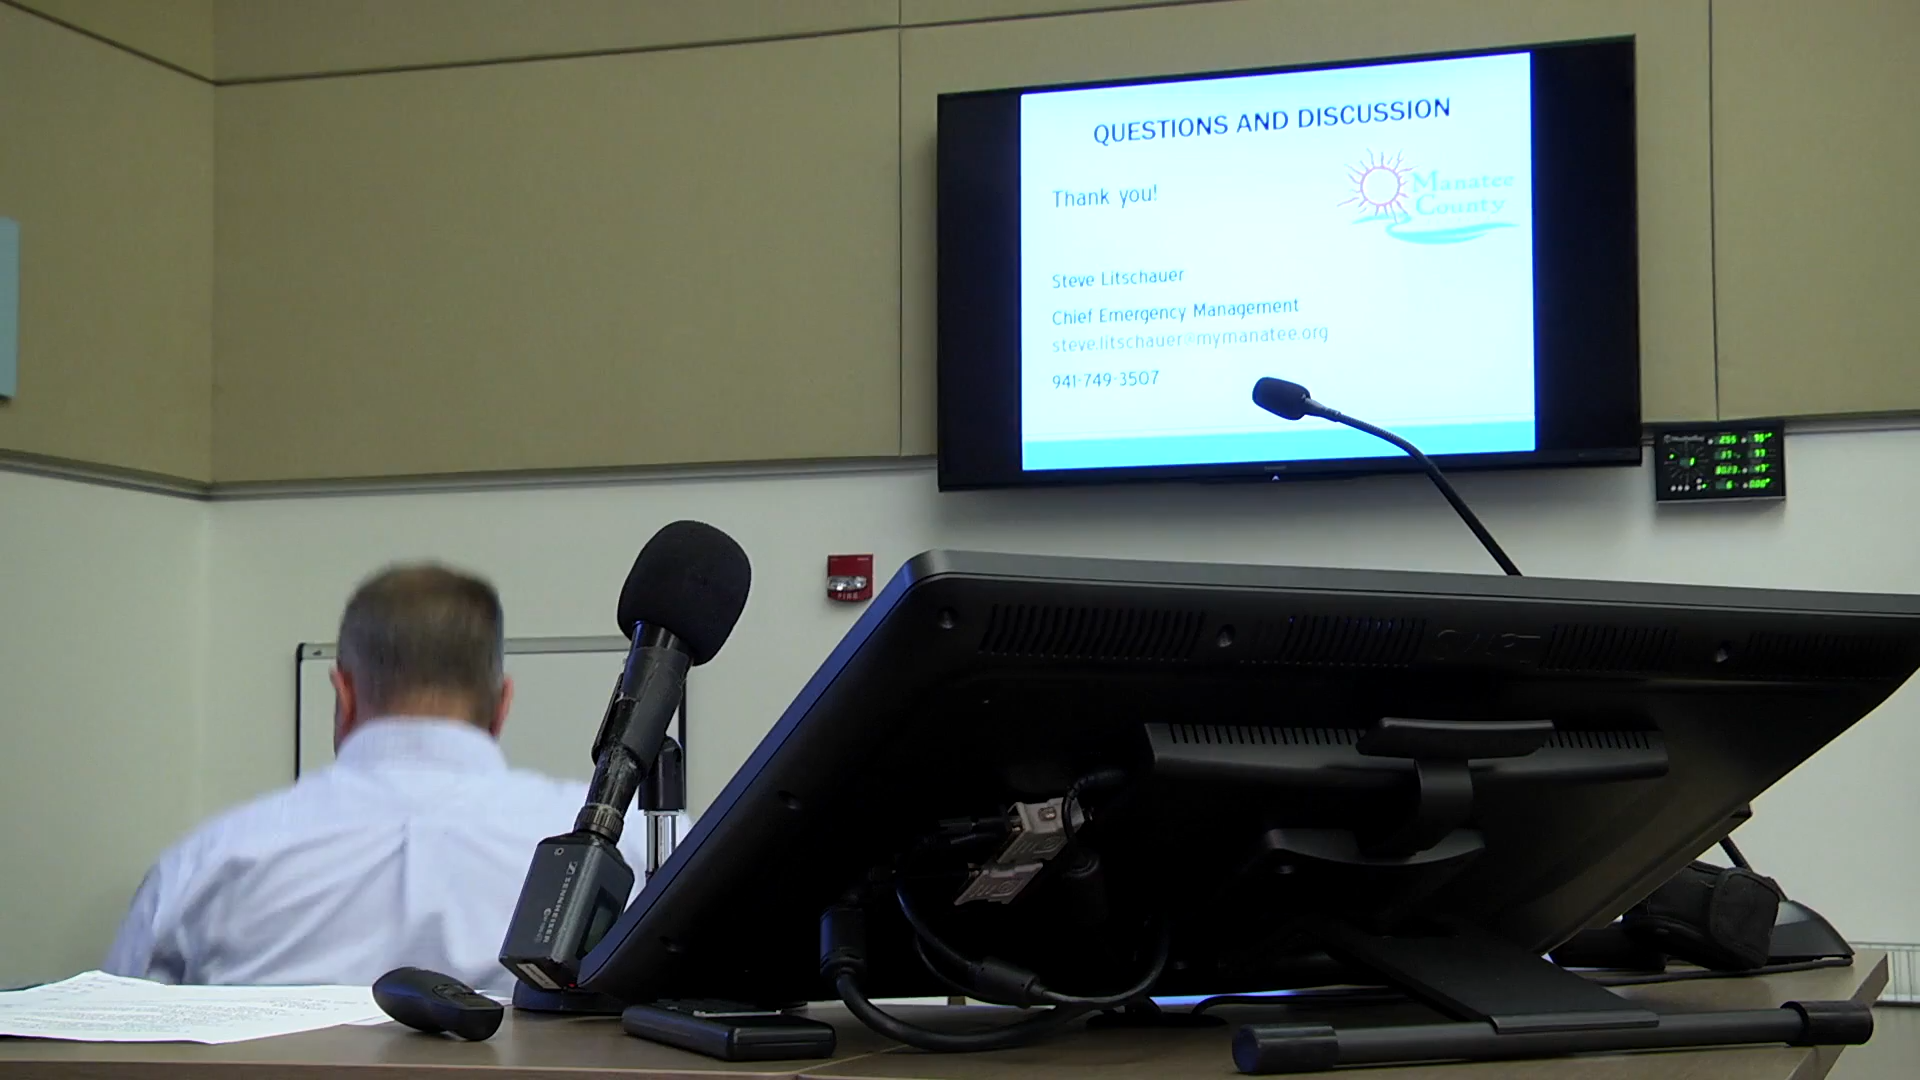 QUESTIONS AND DISCUSSION
Thank you!
Manatee
County
Steve Litschauer
Chief Emergency Management
steve.litschauer@mymanatee.org
941-749-3507
FIRE
SENNHEISER